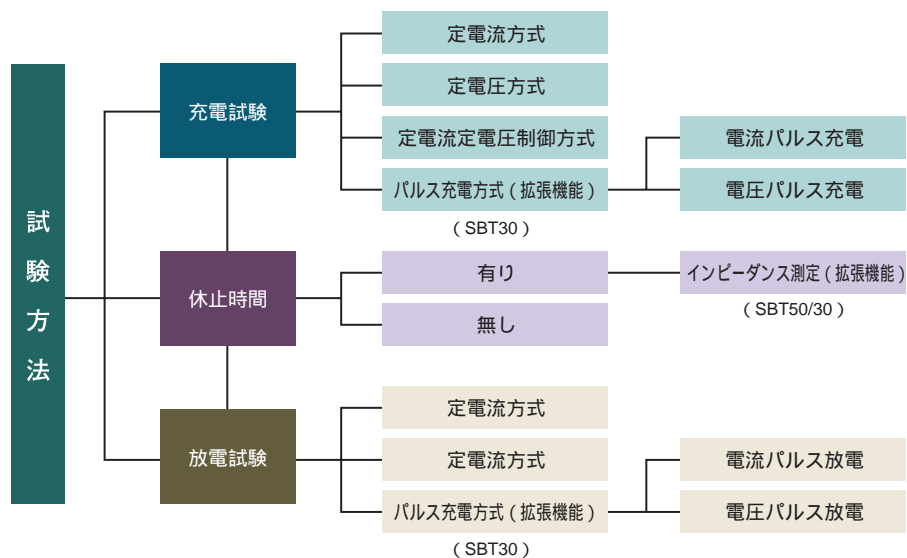 試験方法
充電試験
定電流方式
定電圧方式
定電流定電圧制御方式
パルス充電方式（拡張機能）
（SBT30）
電流パルス充電
電圧パルス充電
休止時間
有り
無し
インピーダンス測定（拡張機能）
（SBT50/30）
放電試験
定電流方式
定電流方式
パルス充電方式（拡張機能）
（SBT30）
電流パルス放電
電圧パルス放電